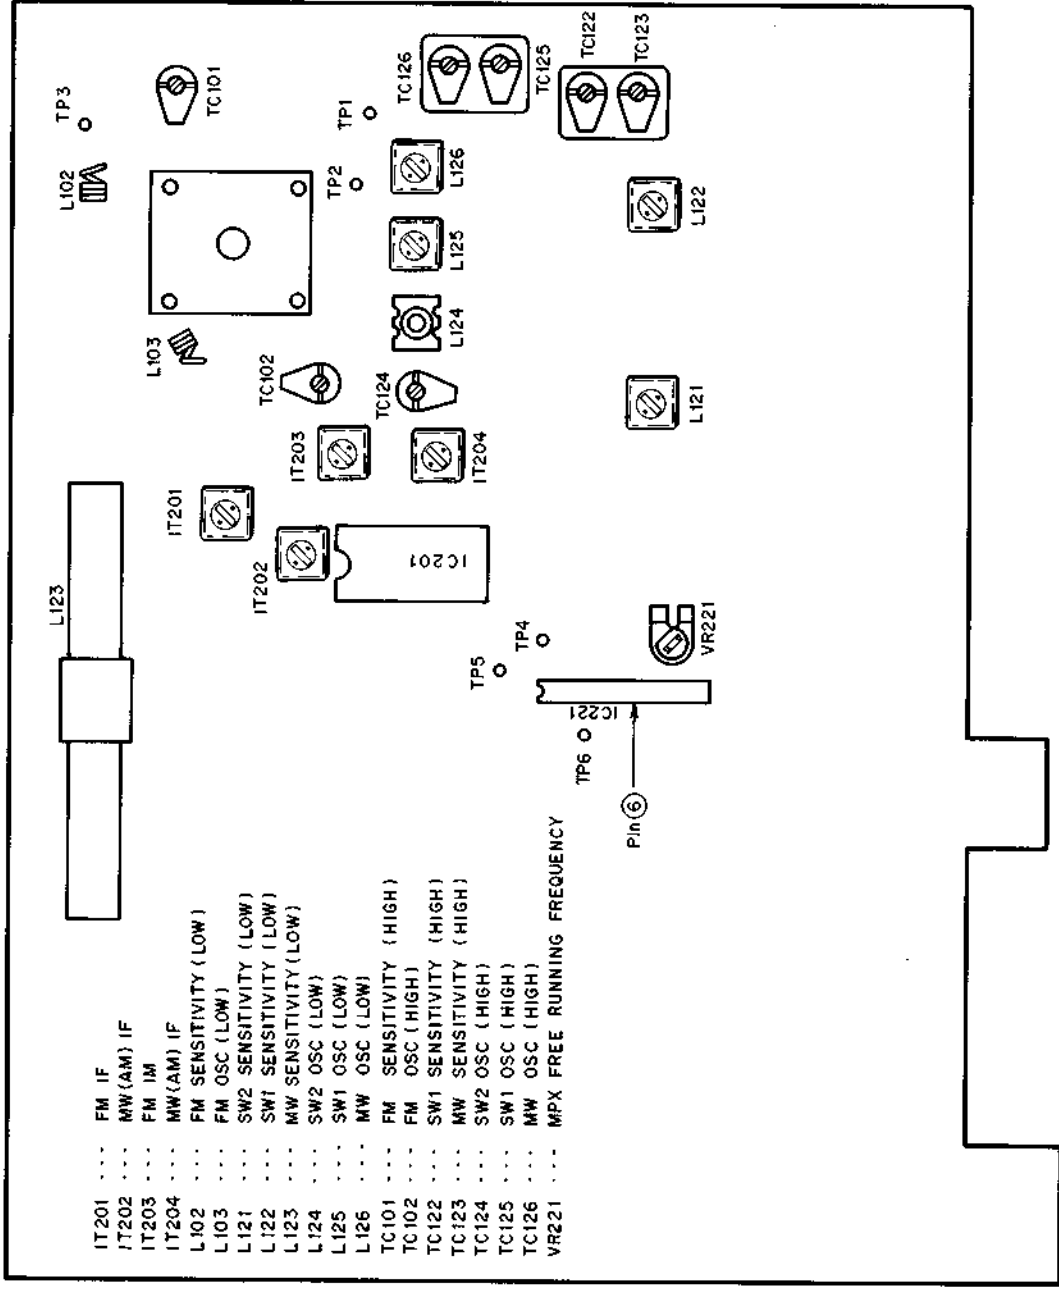 IT201 --- FM IF
IT202 --- MW(AM) IF
IT203 --- FM IM
IT204 --- MW(AM) IF
L102 --- FM SENSITIVITY (LOW)
L103 --- FM OSC (LOW)
L121 --- SW2 SENSITIVITY (LOW)
L122 --- SW1 SENSITIVITY (LOW)
L123 --- MW SENSITIVITY (LOW)
L124 --- SW2 OSC (LOW)
L125 --- SW1 OSC (LOW)
L126 --- MW OSC (LOW)
TC101 --- FM SENSITIVITY (HIGH)
TC102 --- FM OSC (HIGH)
TC122 --- SW1 SENSITIVITY (HIGH)
TC123 --- MW SENSITIVITY (HIGH)
TC124 --- SW2 OSC (HIGH)
TC125 --- SW1 OSC (HIGH)
TC126 --- MW OSC (HIGH)
VR221 --- MPX FREE RUNNING FREQUENCY
L123
IT201
IT202
IC201
IT203
IT204
L103
TC102
TC124
L102
TP3
TC101
TP2
TP1
L124
L125
L126
TC126
TC125
TC122
TC123
TP5
TP4
TP6
IC221
Pin 6
VR221
L121
L122